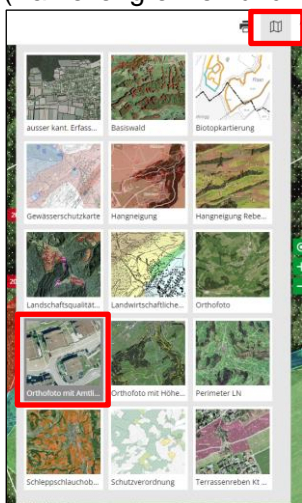 ausser kant. Erfass...
Basiswald
Biotopkartierung
Gewässerschutzkarte
Hangneigung
Hangneigung Rebe...
Landschaftsqualität...
Landwirtschaftliche...
Orthofoto
Orthofoto mit Amtli...
Orthofoto mit Höhe...
Perimeter LN
Schleppschlauchob...
Schutzverordnung
Terrassenreben Kt ...